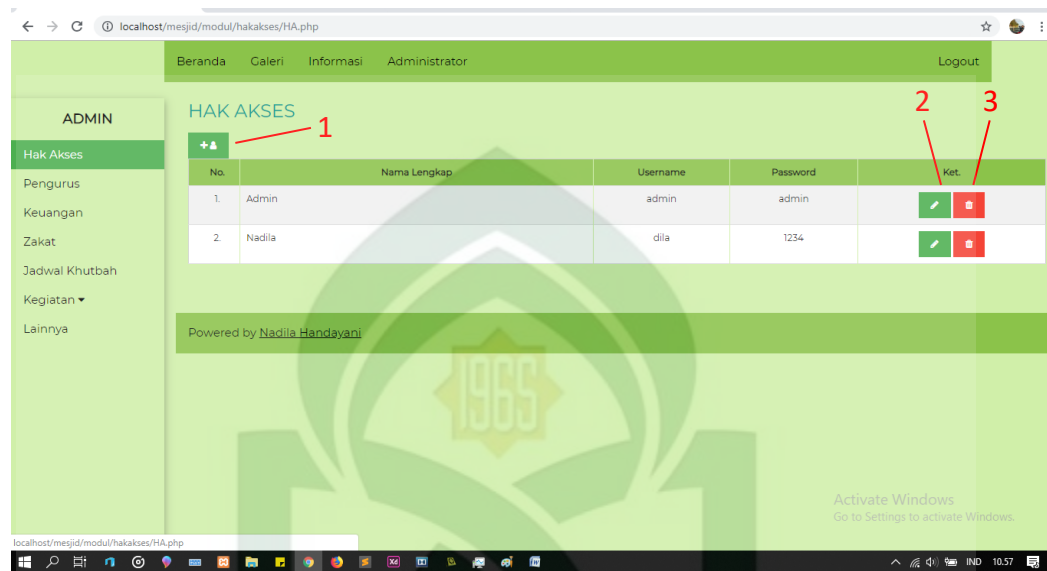 localhost/mesjid/modul/hakakses/HA.php
Beranda Galeri Informasi Administrator Logout
ADMIN
Hak Akses
Pengurus
Keuangan
Zakat
Jadwal Khutbah
Kegiatan
Lainnya
HAK AKSES
1
2 3
No. Nama Lengkap Username Password Ket.
1. Admin admin admin
2. Nadila dila 1234
Powered by Nadila Handayani
1965
Activate Windows
Go to Settings to activate Windows.
localhost/mesjid/modul/hakakses/HA.php
IND 10.57